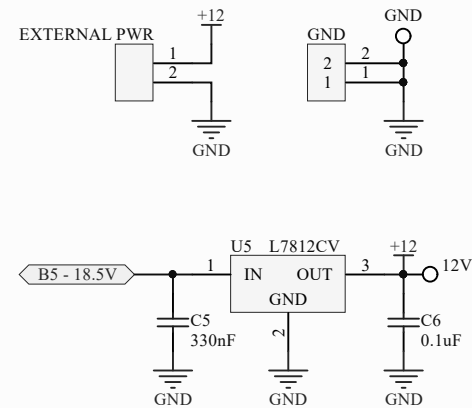 +12
GND
EXTERNAL PWR
GND
1
2
2
2
1
1
GND
GND
U5
L7812CV
+12
12V
B5 - 18.5V
1
IN
OUT
3
GND
C5
330nF
2
C6
0.1uF
GND
GND
GND